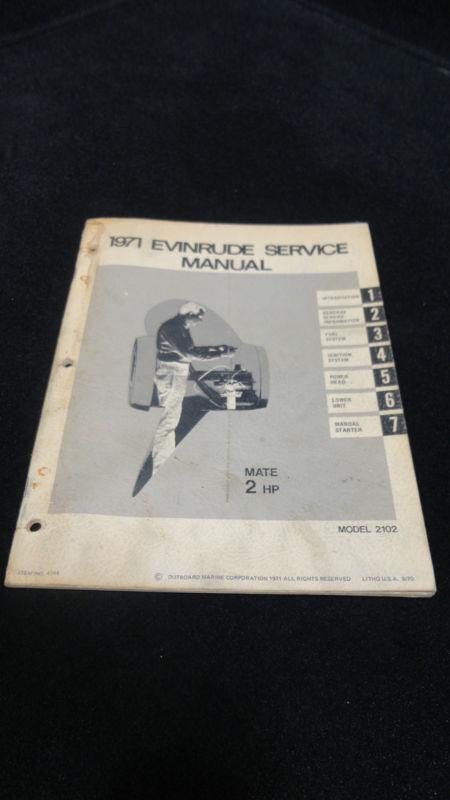 1971 EVINRUDE SERVICE
MANUAL
INTRODUCTION 1
GENERAL
SERVICE
INFORMATION 2
FUEL
SYSTEM 3
IGNITION
SYSTEM 4
POWER
HEAD 5
LOWER
UNIT 6
MANUAL
STARTER 7
MATE
2 HP
MODEL 2102
ITEM NO.
© OUTBOARD MARINE CORPORATION 1971 ALL RIGHTS RESERVED LITHO U.S.A.